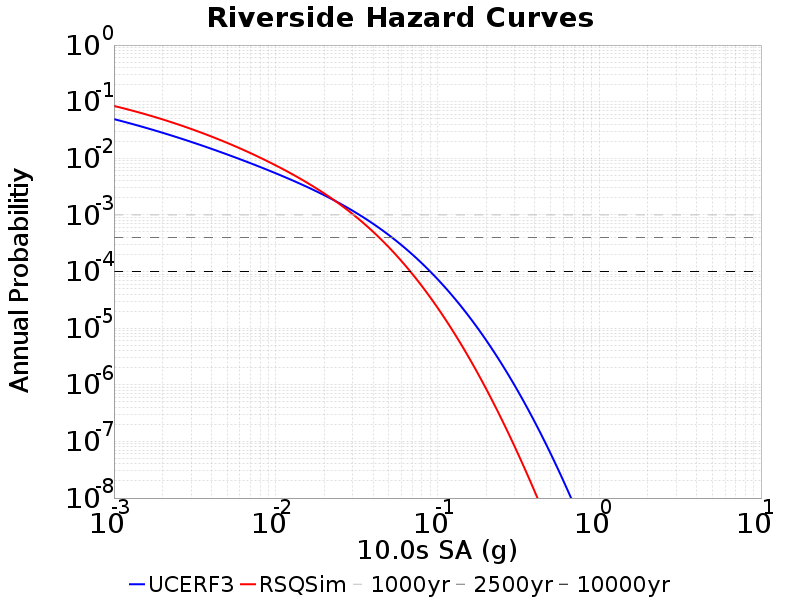 Riverside Hazard Curves
Annual Probabilitiy
10^0
10^-1
10^-2
10^-3
10^-4
10^-5
10^-6
10^-7
10^-8
10^-3 10^-2 10^-1 10^0 10^1
10.0s SA (g)
UCERF3 RSQSim 1000yr 2500yr 10000yr